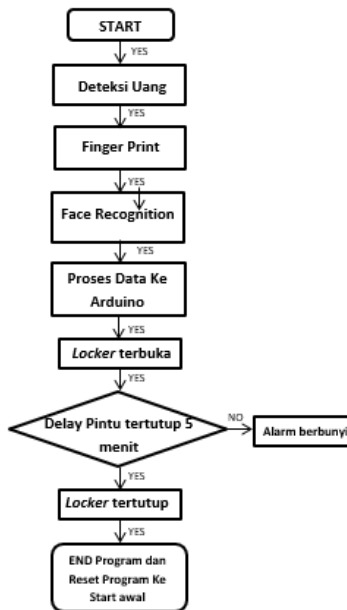 START
YES
Deteksi Uang
YES
Finger Print
YES
Face Recognition
YES
Proses Data Ke
Arduino
YES
Locker terbuka
YES
Delay Pintu tertutup 5
menit
NO
Alarm berbunyi
YES
Locker tertutup
YES
END Program dan
Reset Program Ke
Start awal